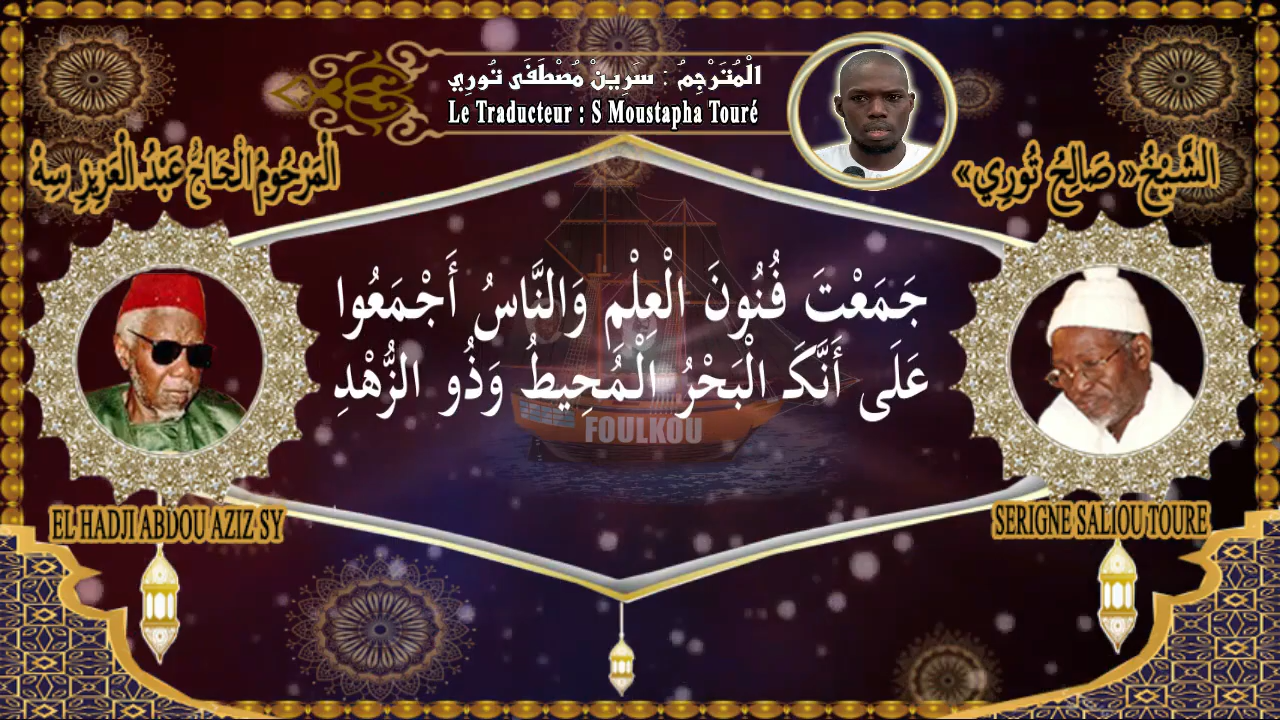 الْمُتَرْجِمُ : سَرِينْ مُصْطَفَى تُورِي
Le Traducteur : S Moustapha Touré
الشَّيْخُ« صَالِحُ تُورِي»
الْمَرْحُومُ الْحَاجُّ عَبْدُ الْعَزِيزِ سِهْ
جَمَعْتَ فُنُونَ الْعِلْمِ وَالنَّاسُ أَجْمَعُوا
عَلَى أَنَّكَ الْبَحْرُ الْمُحِيطُ وَذُو الزُّهْدِ
FOULKOU
EL HADJI ABDOU AZIZ SY
SERIGNE SALIOU TOURE